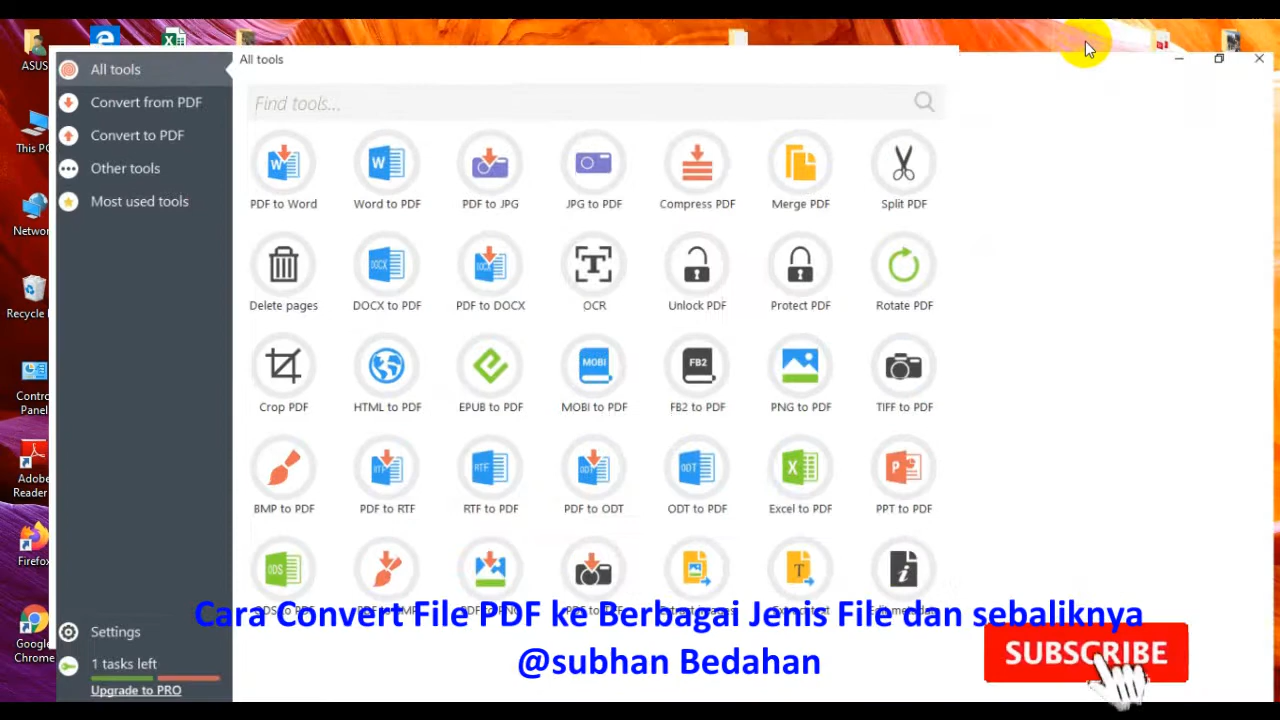 ASUS
All tools
All tools
Convert from PDF
Find tools...
This PC
Convert to PDF
Other tools
Most used tools
PDF to Word
Word to PDF
PDF to JPG
JPG to PDF
Compress PDF
Merge PDF
Split PDF
Delete pages
DOCX to PDF
PDF to DOCX
OCR
Unlock PDF
Protect PDF
Rotate PDF
Control
Panel
Crop PDF
HTML to PDF
EPUB to PDF
MOBI to PDF
FB2 to PDF
PNG to PDF
TIFF to PDF
Adobe
Reader
BMP to PDF
PDF to RTF
RTF to PDF
PDF to ODT
ODT to PDF
Excel to PDF
PPT to PDF
Firefox
Cara Convert File PDF ke Berbagai Jenis File dan sebaliknya
@subhan Bedahan
SUBSCRIBE
Google
Chrome
Settings
1 tasks left
Upgrade to PRO